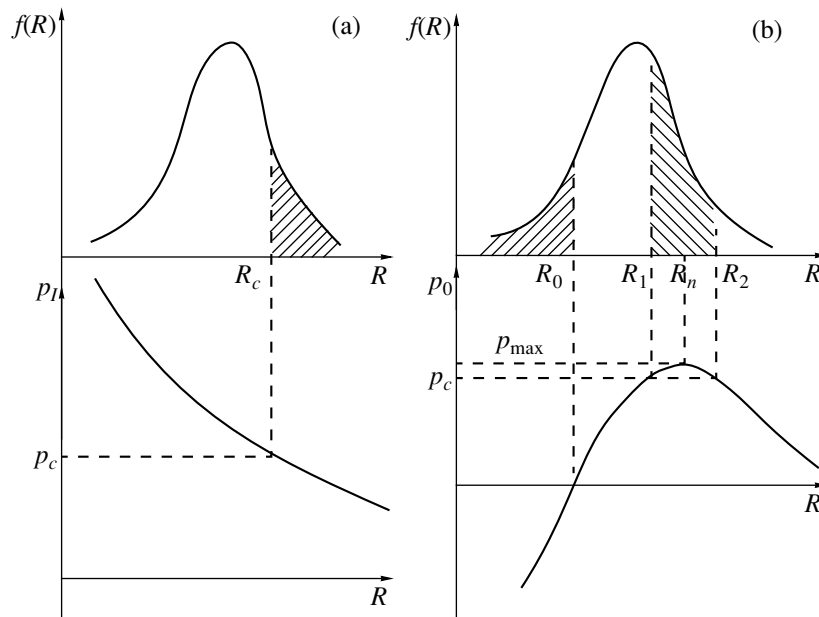 f(R) (a)
R_c R
p_I
p_c
R
f(R) (b)
R_0 R_1 R_n R_2 R
p_0
p_max
p_c
R